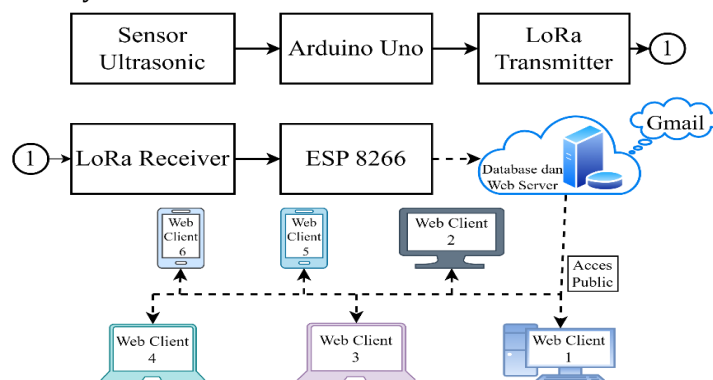 Sensor
Ultrasonic
Arduino Uno
LoRa
Transmitter
1
1
LoRa Receiver
ESP 8266
Database dan
Web Server
Gmail
Web
Client
6
Web
Client
5
Web Client
2
Acces
Public
Web Client
4
Web Client
3
Web Client
1